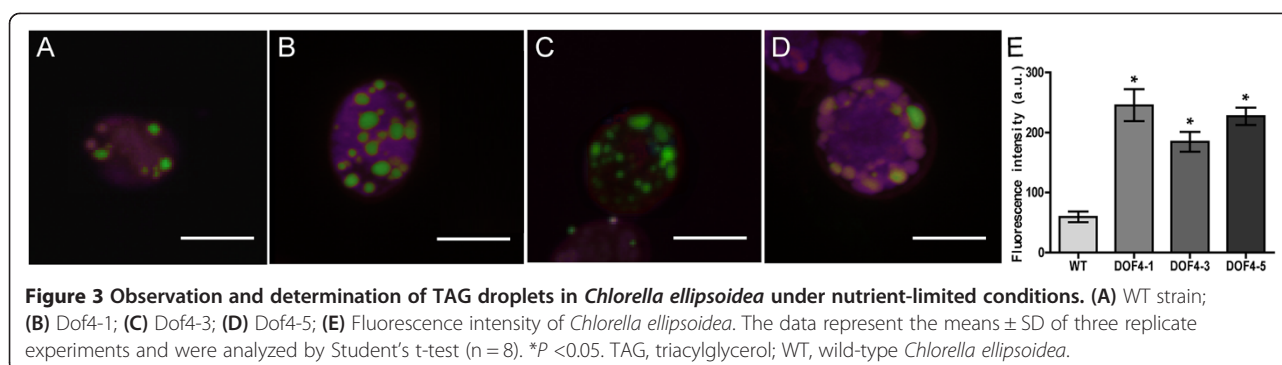 A B C D E
Fluorescence intensity (a.u.)
300
200
100
0
* * *
WT DOF4-1 DOF4-3 DOF4-5
Figure 3 Observation and determination of TAG droplets in Chlorella ellipsoidea under nutrient-limited conditions. (A) WT strain;
(B) Dof4-1; (C) Dof4-3; (D) Dof4-5; (E) Fluorescence intensity of Chlorella ellipsoidea. The data represent the means ± SD of three replicate
experiments and were analyzed by Student's t-test (n = 8). *P <0.05. TAG, triacylglycerol; WT, wild-type Chlorella ellipsoidea.